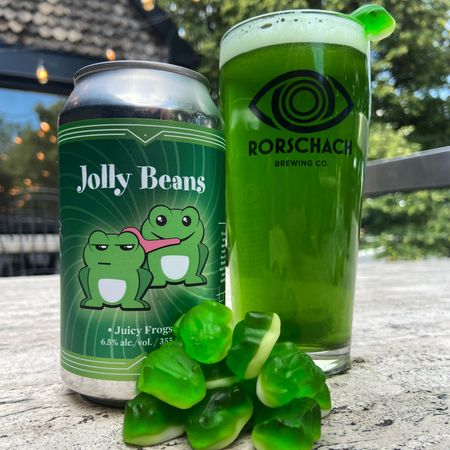 Jolly Beans
• Juicy Frogs
6.5% alc./vol. / 355
RORSCHACH
BREWING CO.